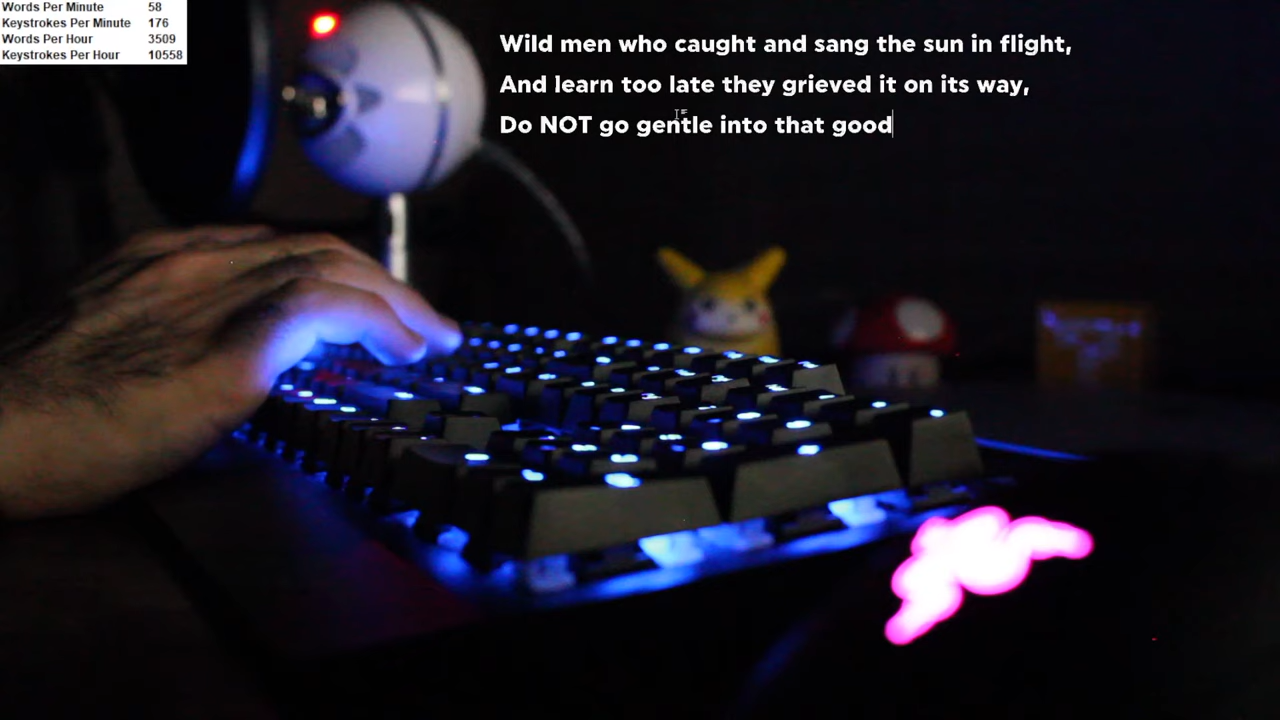 Words Per Minute 58
Keystrokes Per Minute 176
Words Per Hour 3509
Keystrokes Per Hour 10558
Wild men who caught and sang the sun in flight,
And learn too late they grieved it on its way,
Do NOT go gentle into that good